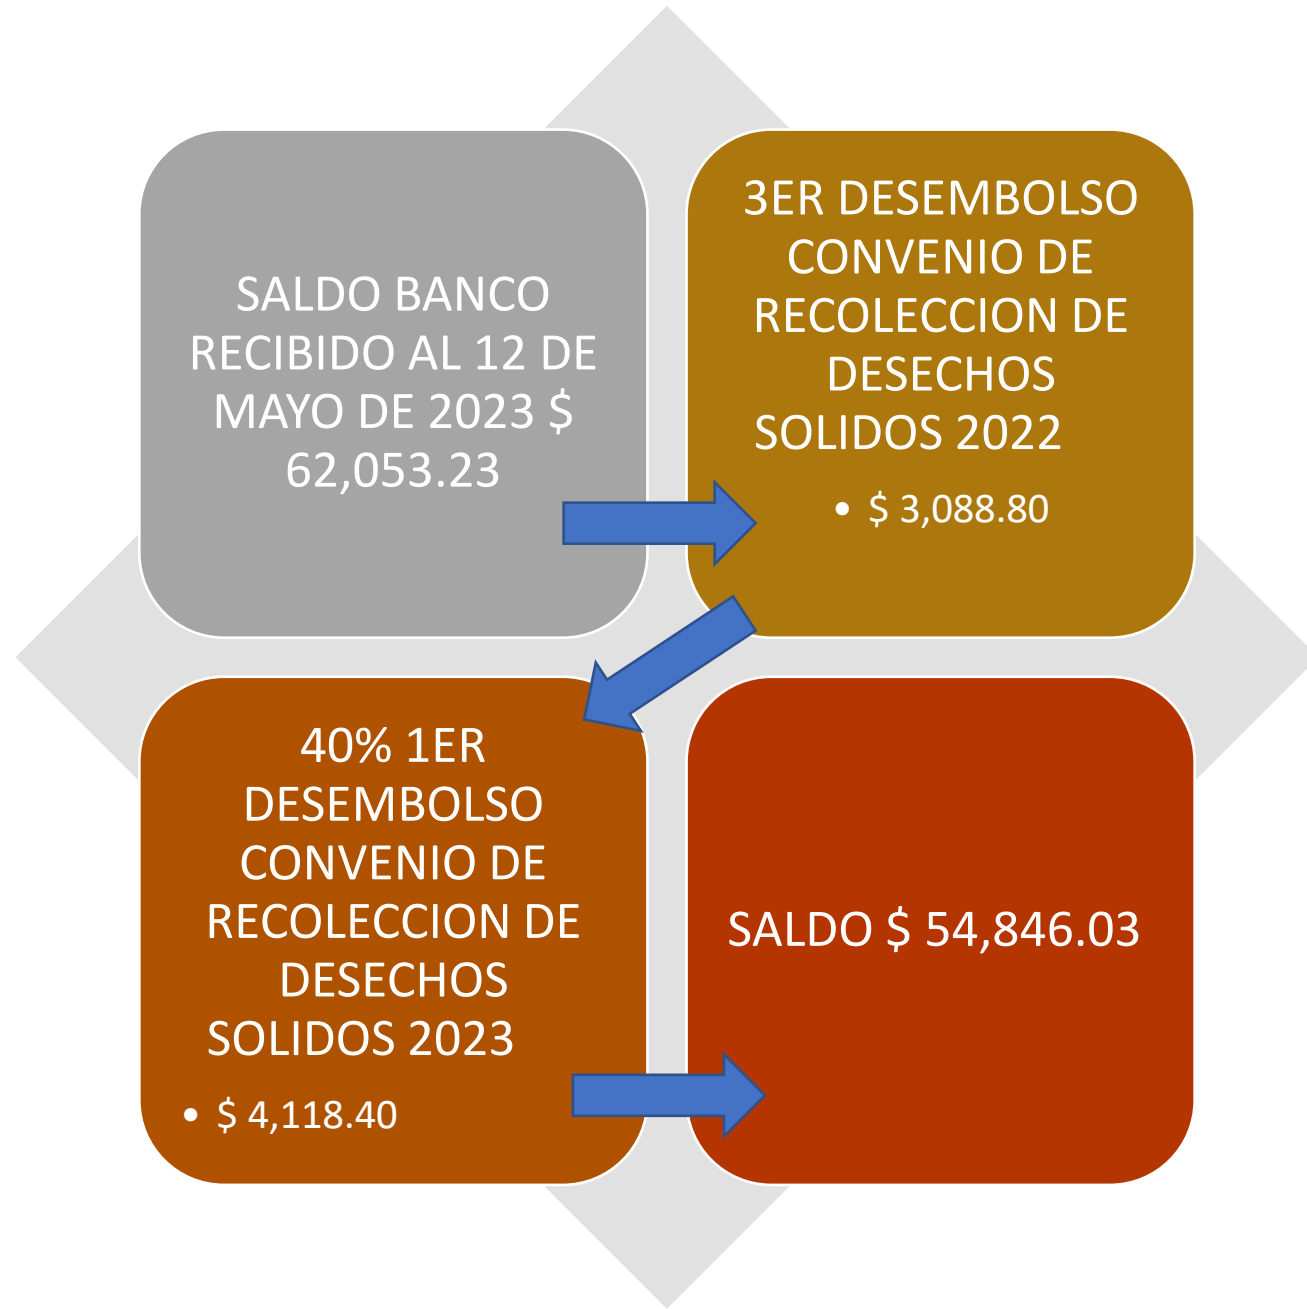 SALDO BANCO
RECIBIDO AL 12 DE
MAYO DE 2023 $
62,053.23
3ER DESEMBOLSO
CONVENIO DE
RECOLECCION DE
DESECHOS
SOLIDOS 2022
• $ 3,088.80
40% 1ER
DESEMBOLSO
CONVENIO DE
RECOLECCION DE
DESECHOS
SOLIDOS 2023
• $ 4,118.40
SALDO $ 54,846.03